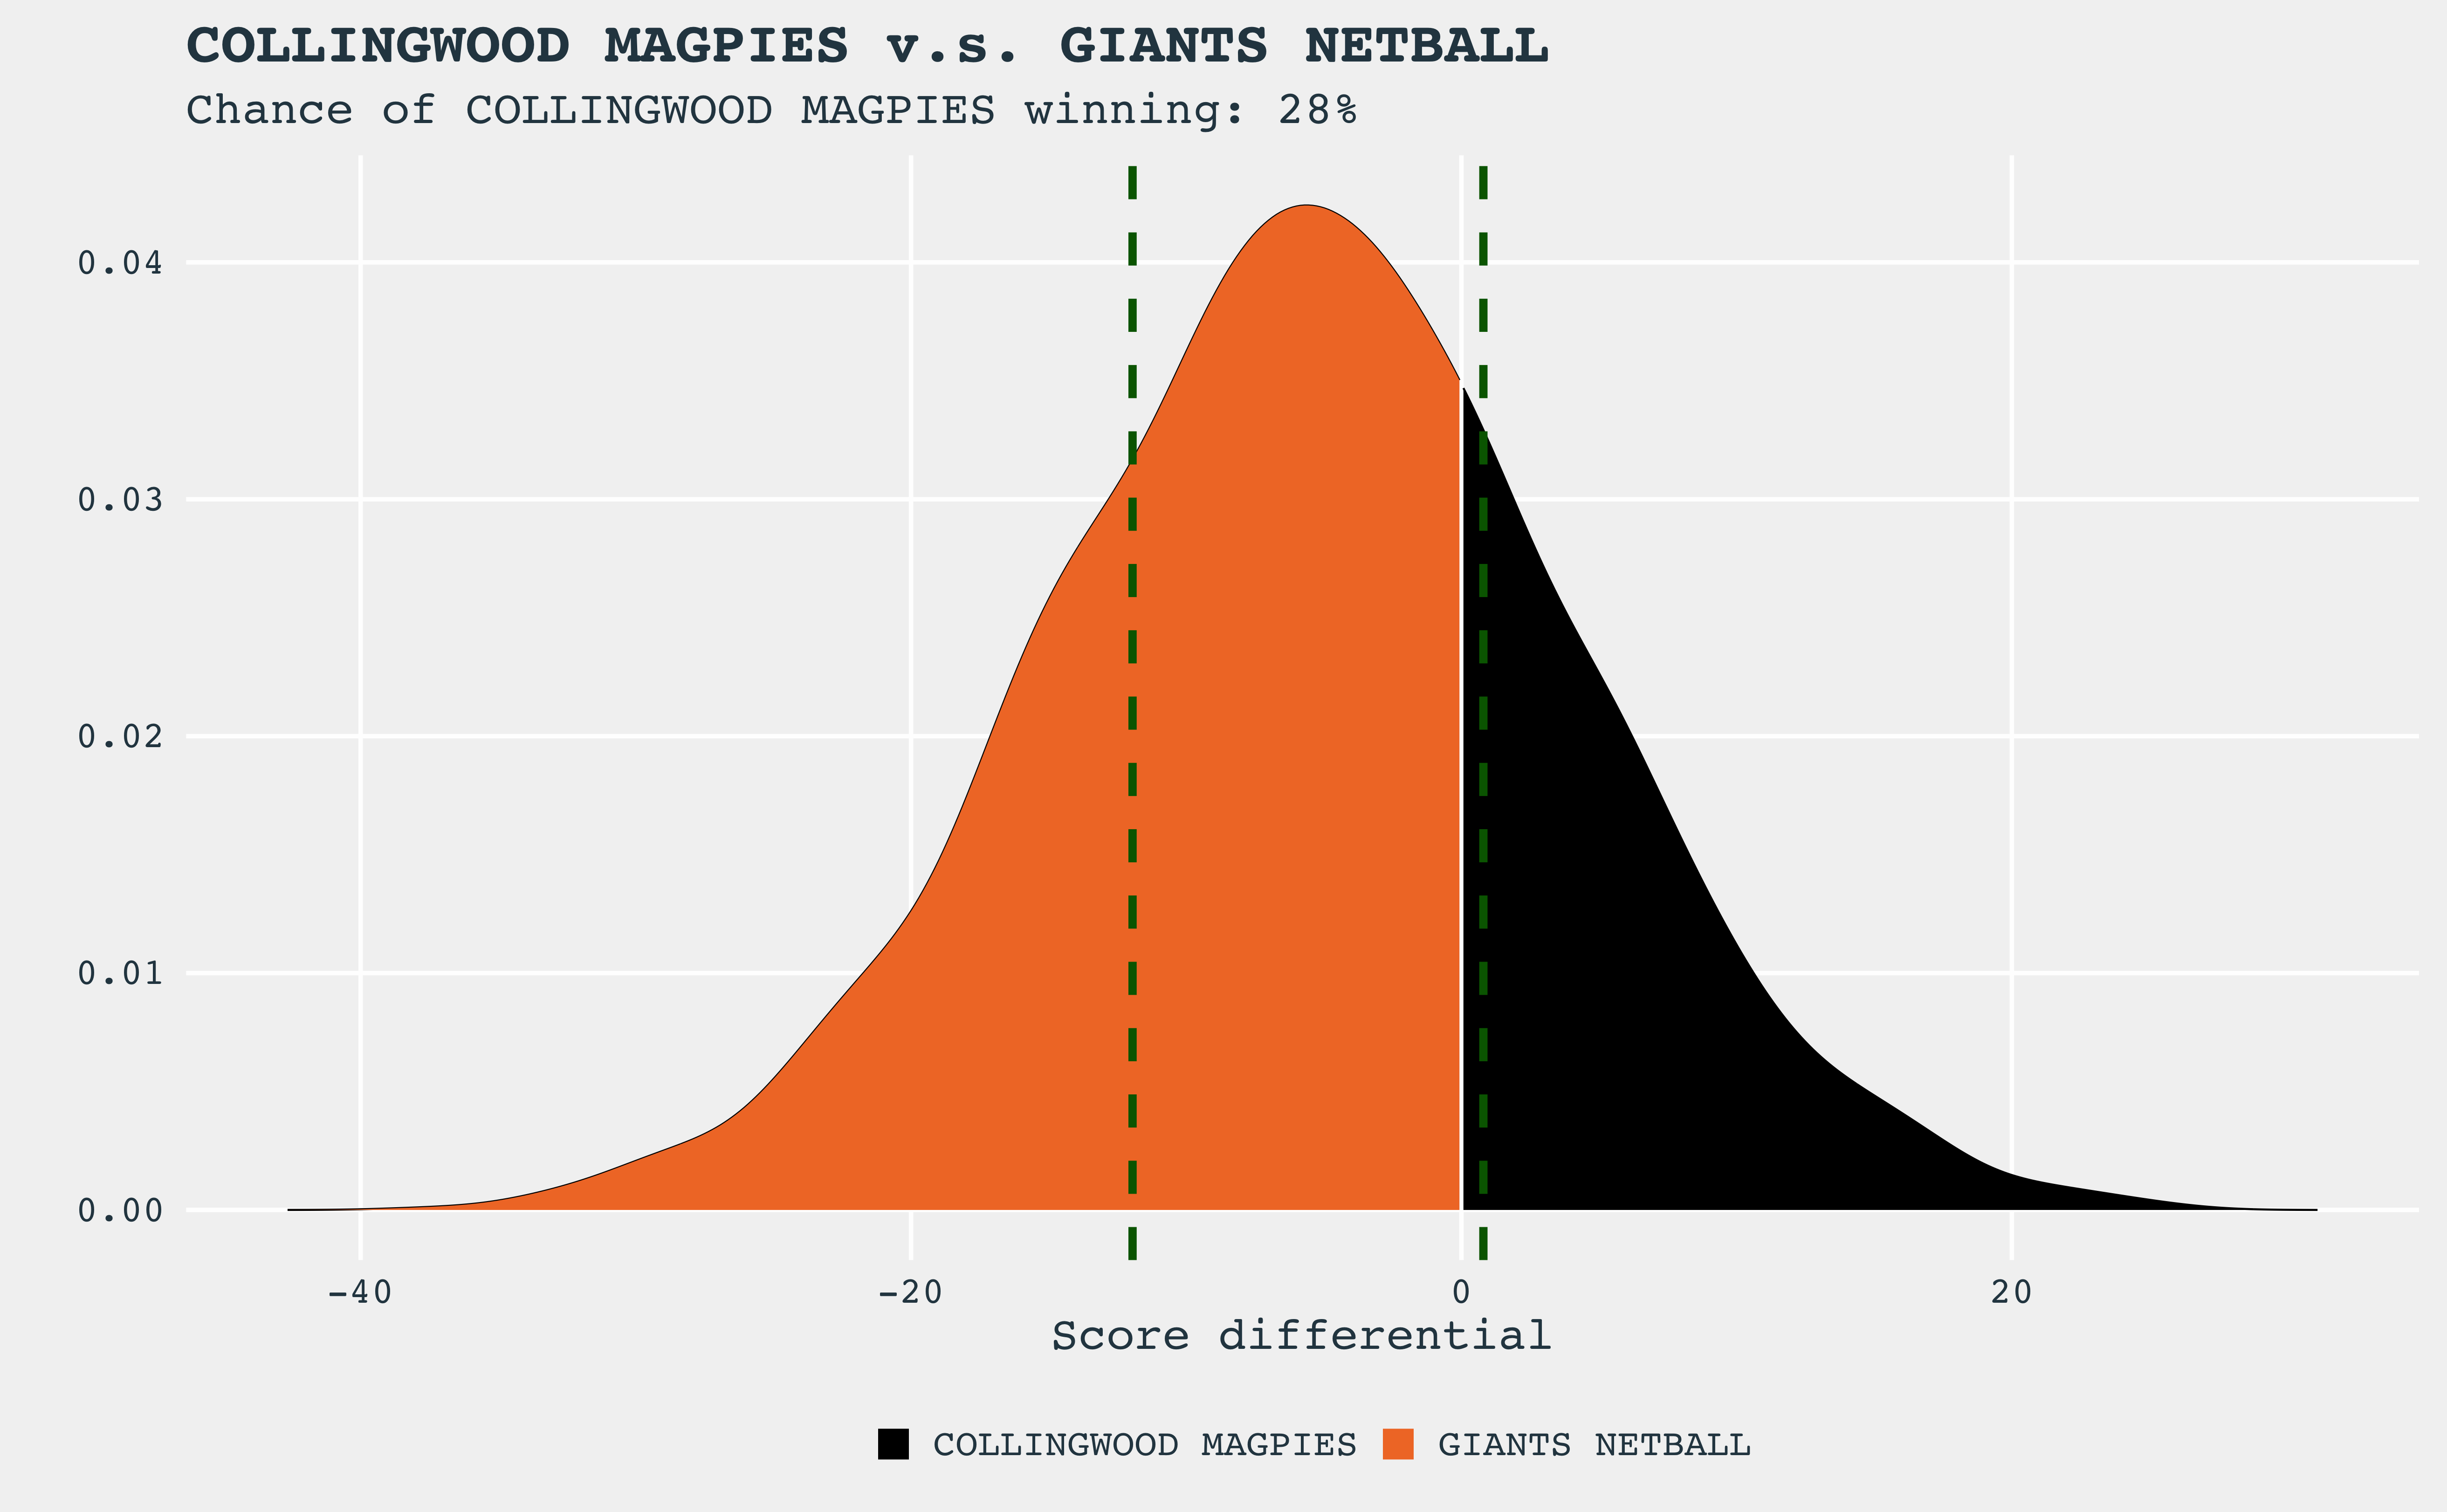 COLLINGWOOD MAGPIES v.s. GIANTS NETBALL
Chance of COLLINGWOOD MAGPIES winning: 28%
0.04
0.03
0.02
0.01
0.00
-40 -20 0 20
Score differential
COLLINGWOOD MAGPIES GIANTS NETBALL